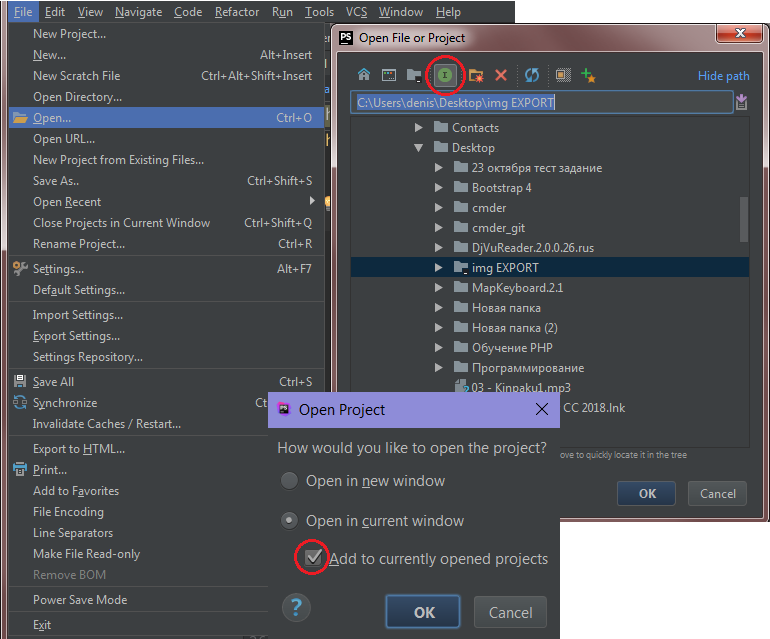 File Edit View Navigate Code Refactor Run Tools VCS Window Help
New Project...
New... Alt+Insert
New Scratch File Ctrl+Alt+Shift+Insert
Open Directory...
Open... Ctrl+O
Open URL...
New Project from Existing Files...
Save As.. Ctrl+Shift+S
Open Recent
Close Projects in Current Window Ctrl+Shift+Q
Rename Project... Ctrl+R
Settings... Alt+F7
Default Settings...
Import Settings...
Export Settings...
Settings Repository...
Save All Ctrl+S
Synchronize
Invalidate Caches / Restart...
Export to HTML...
Print...
Add to Favorites
File Encoding
Line Separators
Make File Read-only
Remove BOM
Power Save Mode
Exit
PS Open File or Project
Hide path
C:\Users\denis\Desktop\img EXPORT
Contacts
Desktop
23 октября тест задание
Bootstrap 4
cmder
cmder_git
DjVuReader.2.0.0.26.rus
img EXPORT
MapKeyboard.2.1
Новая папка
Новая папка (2)
Обучение PHP
Программирование
03 - Kinpaku1.mp3
CC 2018.lnk
ove to quickly locate it in the tree
OK Cancel
PS Open Project
How would you like to open the project?
Open in new window
Open in current window
Add to currently opened projects
? OK Cancel